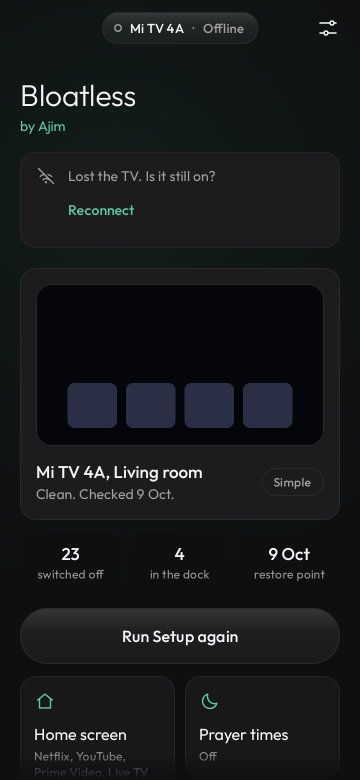 Mi TV 4A · Offline
Bloatless
by Ajim
Lost the TV. Is it still on?
Reconnect
Mi TV 4A, Living room
Clean. Checked 9 Oct.
Simple
23
switched off
4
in the dock
9 Oct
restore point
Run Setup again
Home screen
Netflix, YouTube,
Prime Video, Live TV
Prayer times
Off